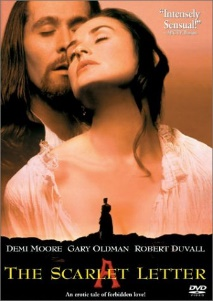 "Intensely
Sensual!"
DEMI MOORE GARY OLDMAN ROBERT DUVALL
A
THE SCARLET LETTER
An erotic tale of forbidden love!
DVD